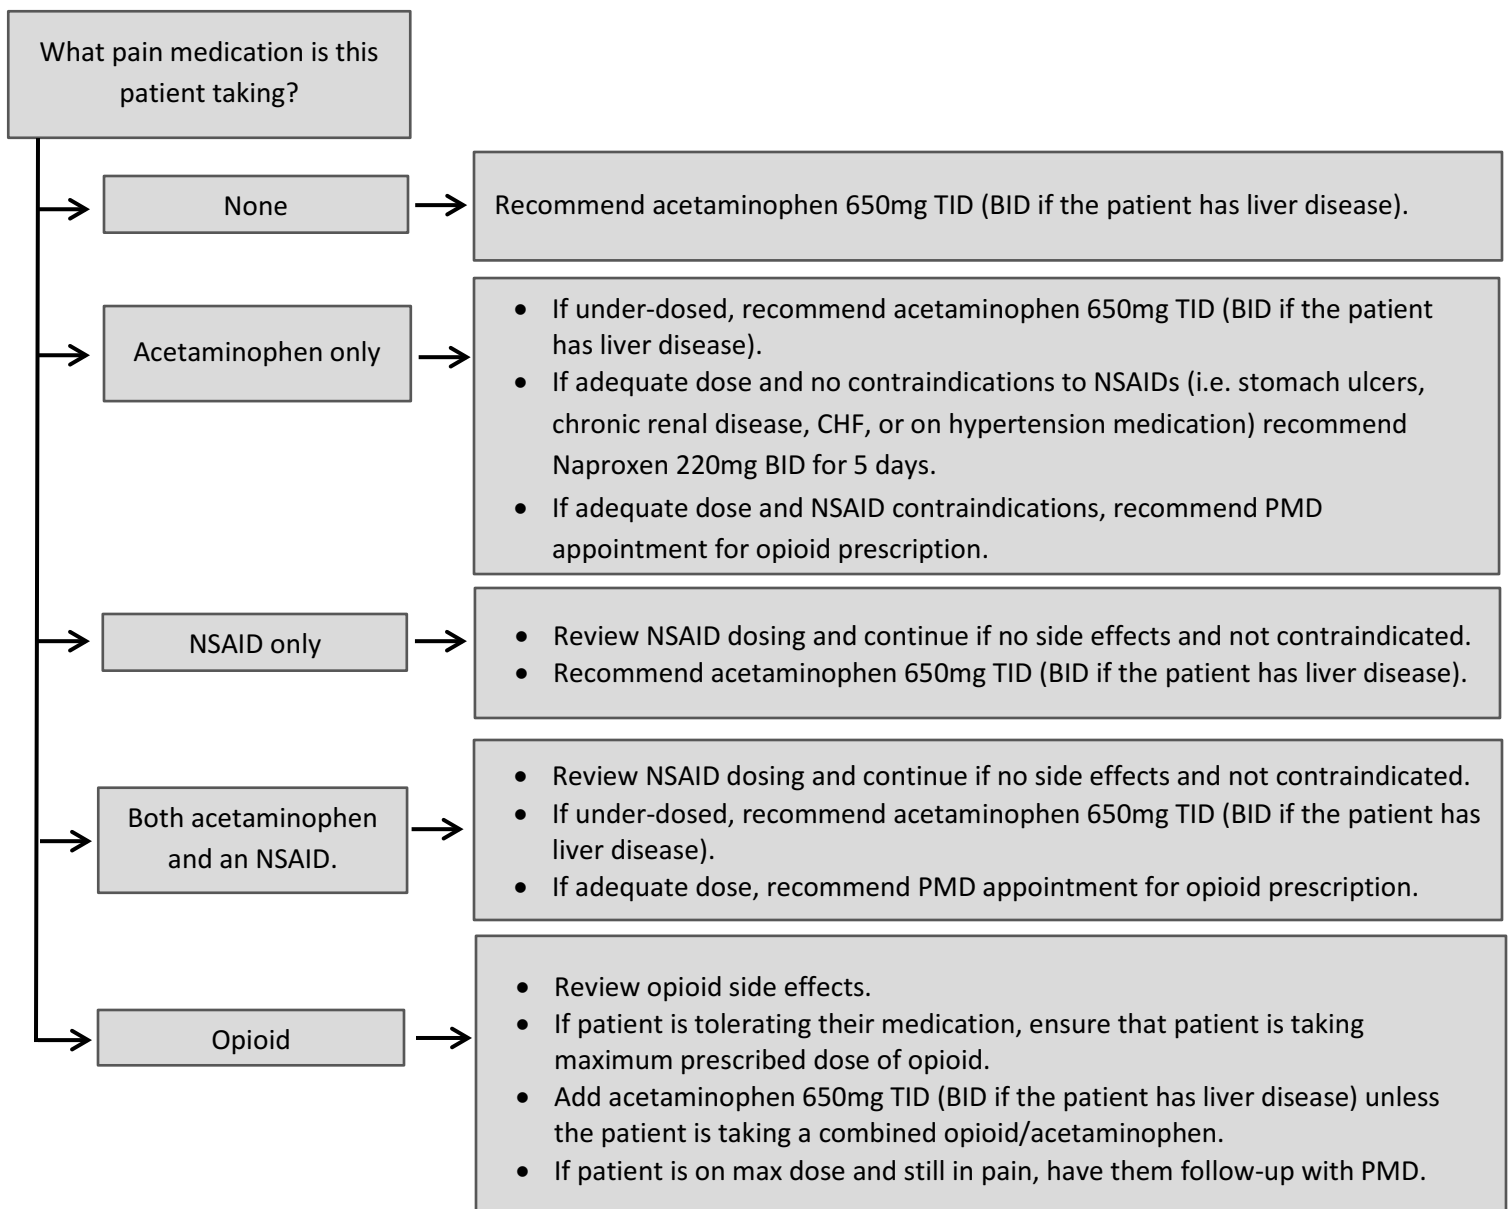 What pain medication is this
patient taking?
None
Recommend acetaminophen 650mg TID (BID if the patient has liver disease).
Acetaminophen only
• If under-dosed, recommend acetaminophen 650mg TID (BID if the patient
has liver disease).
• If adequate dose and no contraindications to NSAIDs (i.e. stomach ulcers,
chronic renal disease, CHF, or on hypertension medication) recommend
Naproxen 220mg BID for 5 days.
• If adequate dose and NSAID contraindications, recommend PMD
appointment for opioid prescription.
NSAID only
• Review NSAID dosing and continue if no side effects and not contraindicated.
• Recommend acetaminophen 650mg TID (BID if the patient has liver disease).
Both acetaminophen
and an NSAID.
• Review NSAID dosing and continue if no side effects and not contraindicated.
• If under-dosed, recommend acetaminophen 650mg TID (BID if the patient has
liver disease).
• If adequate dose, recommend PMD appointment for opioid prescription.
Opioid
• Review opioid side effects.
• If patient is tolerating their medication, ensure that patient is taking
maximum prescribed dose of opioid.
• Add acetaminophen 650mg TID (BID if the patient has liver disease) unless
the patient is taking a combined opioid/acetaminophen.
• If patient is on max dose and still in pain, have them follow-up with PMD.